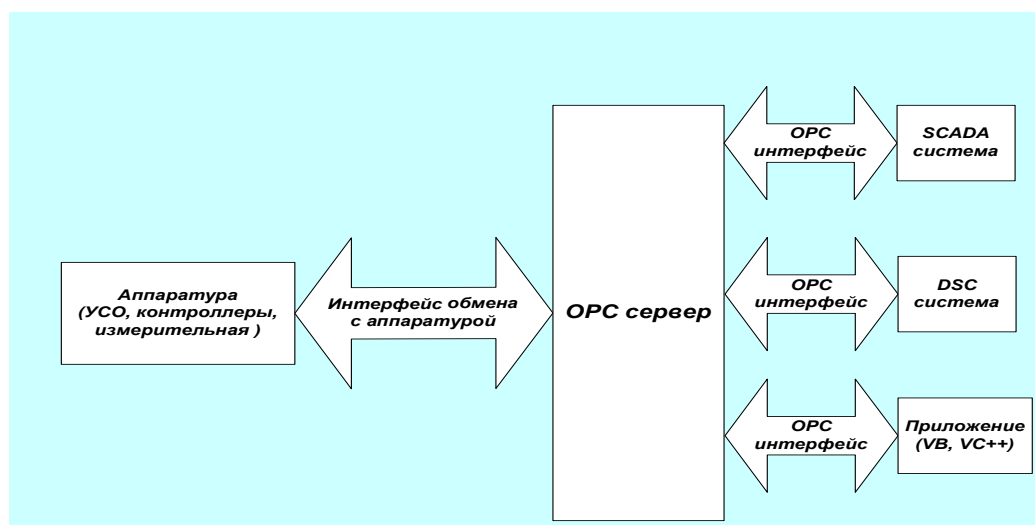 Аппаратура
(УСО, контроллеры,
измерительная )
Интерфейс обмена
с аппаратурой
OPC сервер
OPC
интерфейс
SCADA
система
OPC
интерфейс
DSC
система
OPC
интерфейс
Приложение
(VB, VC++)